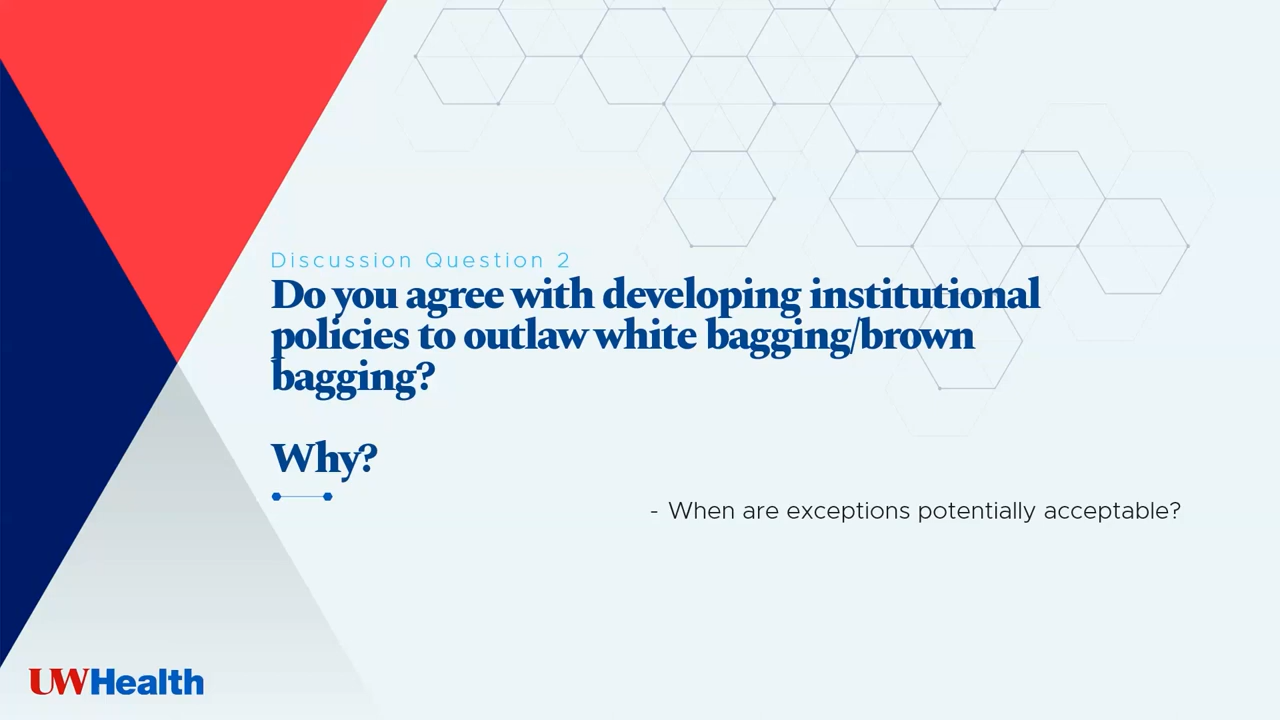 Discussion Question 2
Do you agree with developing institutional
policies to outlaw white bagging/brown
bagging?
Why?
- When are exceptions potentially acceptable?
UWHealth